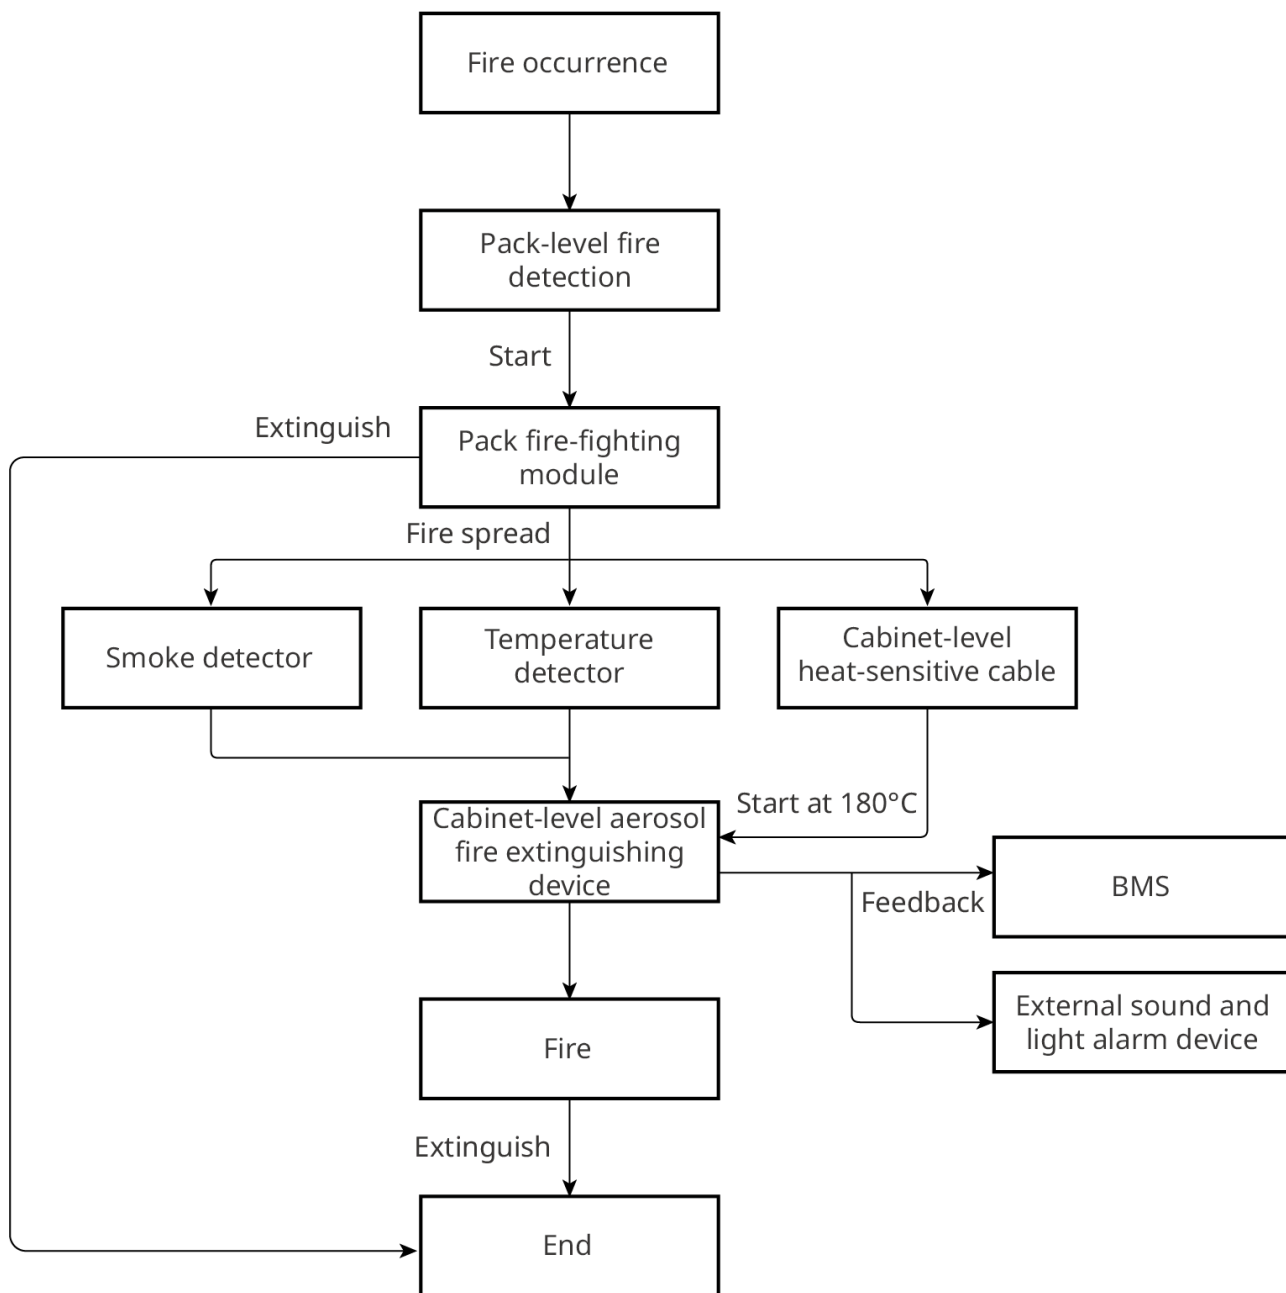 Fire occurrence
Pack-level fire
detection
Start
Extinguish
Pack fire-fighting
module
Fire spread
Smoke detector
Temperature
detector
Cabinet-level
heat-sensitive cable
Start at 180°C
Cabinet-level aerosol
fire extinguishing
device
Feedback
BMS
External sound and
light alarm device
Fire
Extinguish
End